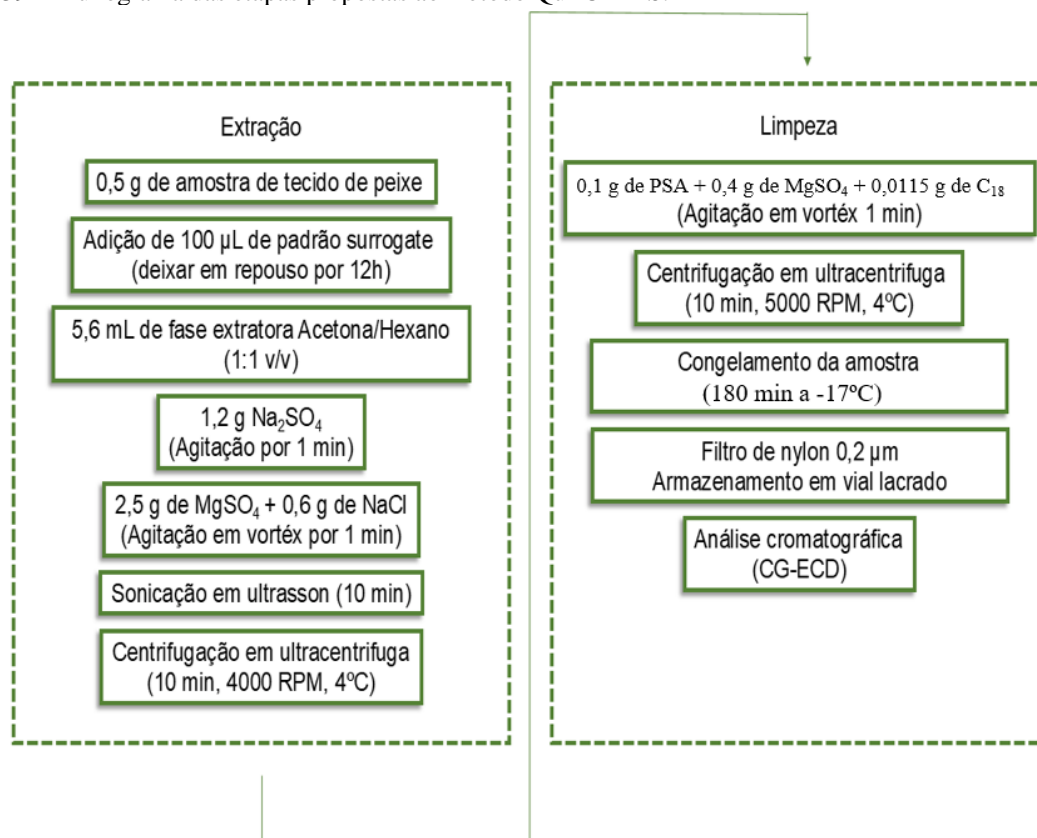 Extração
0,5 g de amostra de tecido de peixe
Adição de 100 µL de padrão surrogate
(deixar em repouso por 12h)
5,6 mL de fase extratora Acetona/Hexano
(1:1 v/v)
1,2 g Na₂SO₄
(Agitação por 1 min)
2,5 g de MgSO₄ + 0,6 g de NaCl
(Agitação em vortéx por 1 min)
Sonicação em ultrasson (10 min)
Centrifugação em ultracentrifuga
(10 min, 4000 RPM, 4ºC)
Limpeza
0,1 g de PSA + 0,4 g de MgSO₄ + 0,0115 g de C₁₈
(Agitação em vortéx 1 min)
Centrifugação em ultracentrifuga
(10 min, 5000 RPM, 4ºC)
Congelamento da amostra
(180 min a -17ºC)
Filtro de nylon 0,2 µm
Armazenamento em vial lacrado
Análise cromatográfica
(CG-ECD)